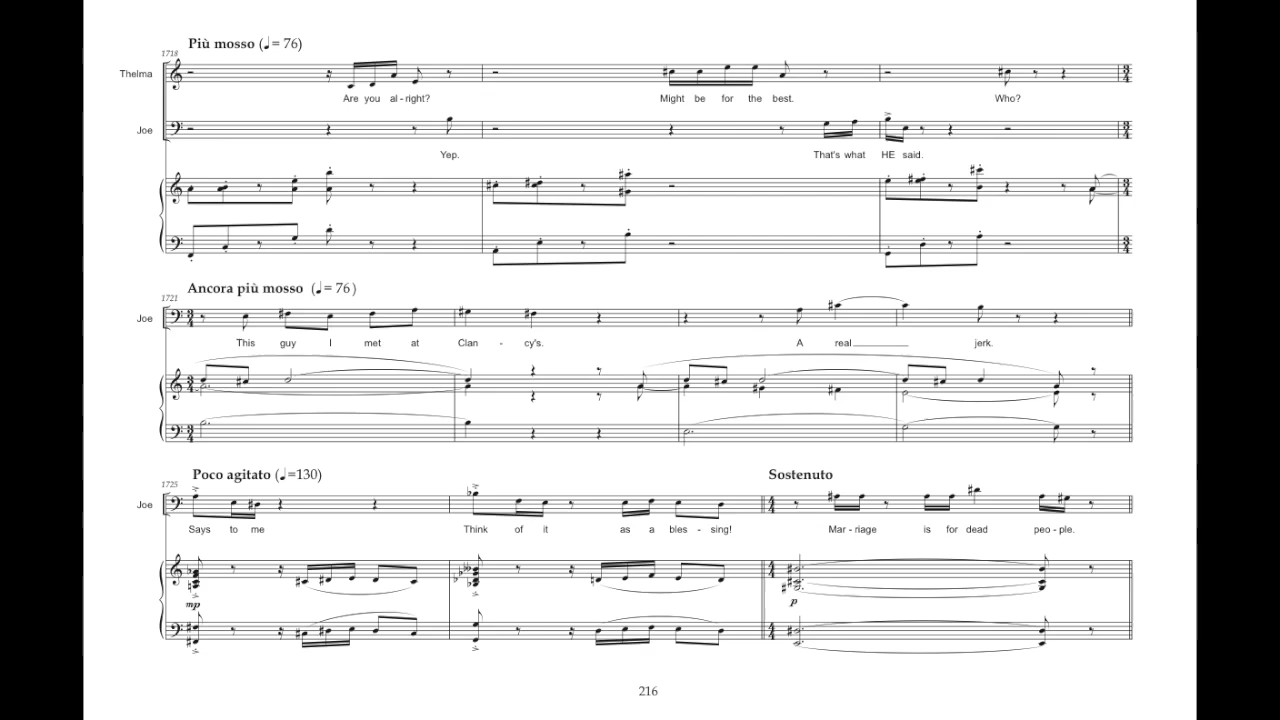 Più mosso (♩= 76)
1718
Thelma
Are you al - right? Might be for the best. Who?
Joe
Yep. That's what HE said.
Ancora più mosso (♩= 76)
1721
Joe
This guy I met at Clan - cy's. A real jerk.
Poco agitato (♩=130) Sostenuto
1725
Joe
Says to me Think of it as a bles - sing! Mar - riage is for dead peo - ple.
mp p
216